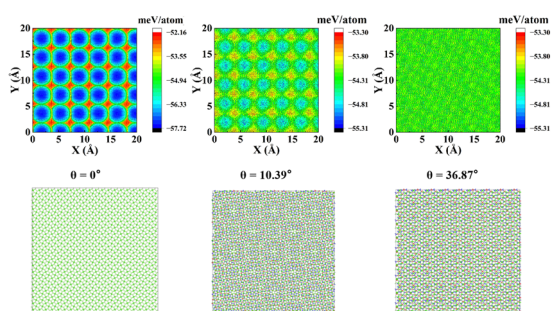 meV/atom
meV/atom
meV/atom
20
15
10
5
0
Y (Å)
0 5 10 15 20
X (Å)
−52.16
−53.55
−54.94
−56.33
−57.72
20
15
10
5
0
Y (Å)
0 5 10 15 20
X (Å)
−53.30
−53.80
−54.31
−54.81
−55.31
20
15
10
5
0
Y (Å)
0 5 10 15 20
X (Å)
−53.30
−53.80
−54.31
−54.81
−55.31
θ = 0°
θ = 10.39°
θ = 36.87°